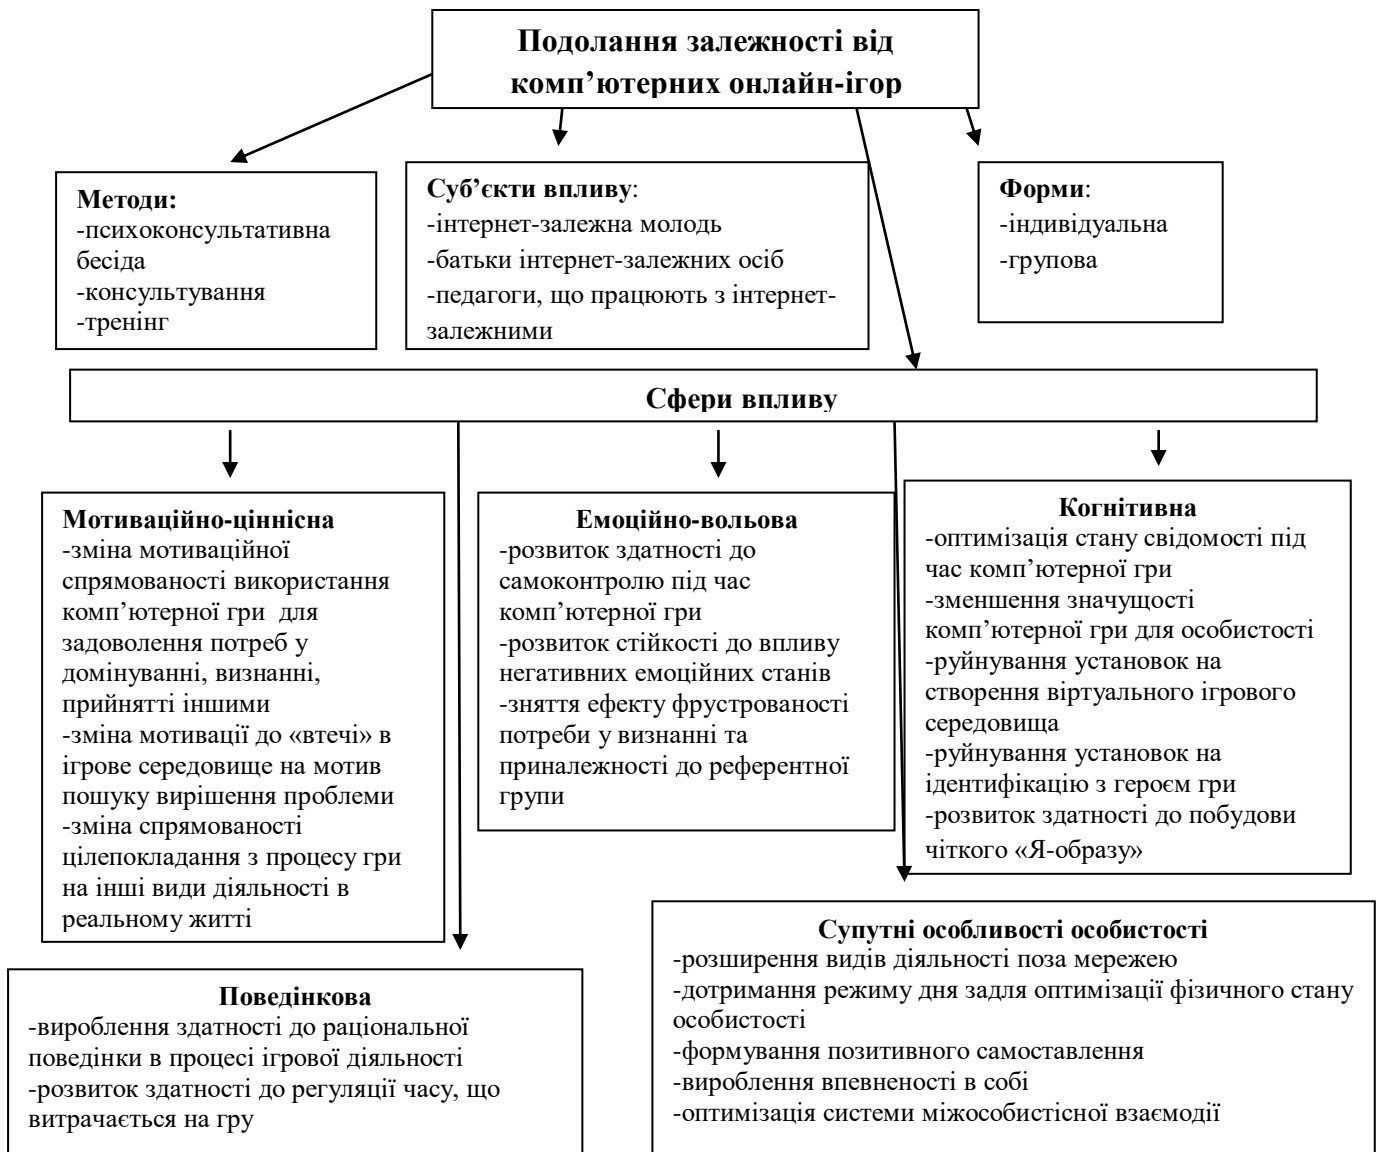 Подолання залежності від
комп’ютерних онлайн-ігор
Методи:
-психоконсультативна
бесіда
-консультування
-тренінг
Суб’єкти впливу:
-інтернет-залежна молодь
-батьки інтернет-залежних осіб
-педагоги, що працюють з інтернет-
залежними
Форми:
-індивідуальна
-групова
Сфери впливу
Мотиваційно-ціннісна
-зміна мотиваційної
спрямованості використання
комп’ютерної гри для
задоволення потреб у
домінуванні, визнанні,
прийнятті іншими
-зміна мотивації до «втечі» в
ігрове середовище на мотив
пошуку вирішення проблеми
-зміна спрямованості
цілепокладання з процесу гри
на інші види діяльності в
реальному житті
Емоційно-вольова
-розвиток здатності до
самоконтролю під час
комп’ютерної гри
-розвиток стійкості до впливу
негативних емоційних станів
-зняття ефекту фрустрованості
потреби у визнанні та
приналежності до референтної
групи
Когнітивна
-оптимізація стану свідомості під
час комп’ютерної гри
-зменшення значущості
комп’ютерної гри для особистості
-руйнування установок на
створення віртуального ігрового
середовища
-руйнування установок на
ідентифікацію з героєм гри
-розвиток здатності до побудови
чіткого «Я-образу»
Поведінкова
-вироблення здатності до раціональної
поведінки в процесі ігрової діяльності
-розвиток здатності до регуляції часу, що
витрачається на гру
Супутні особливості особистості
-розширення видів діяльності поза мережею
-дотримання режиму дня задля оптимізації фізичного стану
особистості
-формування позитивного самоставлення
-вироблення впевненості в собі
-оптимізація системи міжособистісної взаємодії